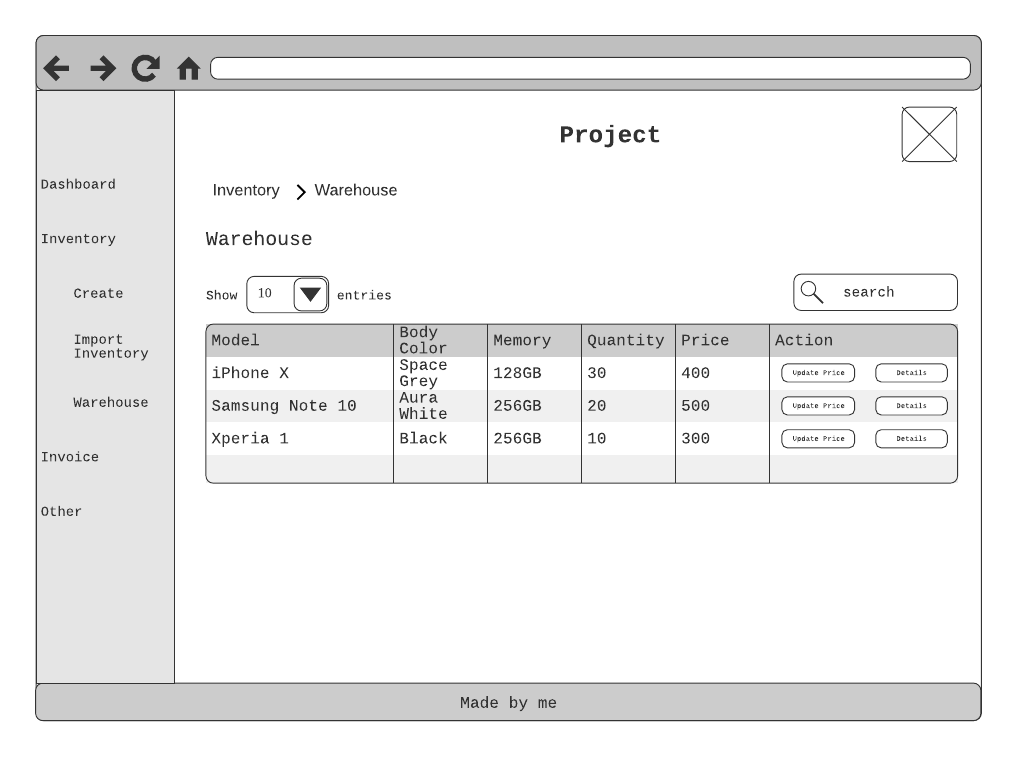 Project
Dashboard
Inventory
Create
Import
Inventory
Warehouse
Invoice
Other
Inventory Warehouse
Warehouse
Show 10 entries
search
Model Body Color Memory Quantity Price Action
iPhone X Space Grey 128GB 30 400 Update Price Details
Samsung Note 10 Aura White 256GB 20 500 Update Price Details
Xperia 1 Black 256GB 10 300 Update Price Details
Made by me